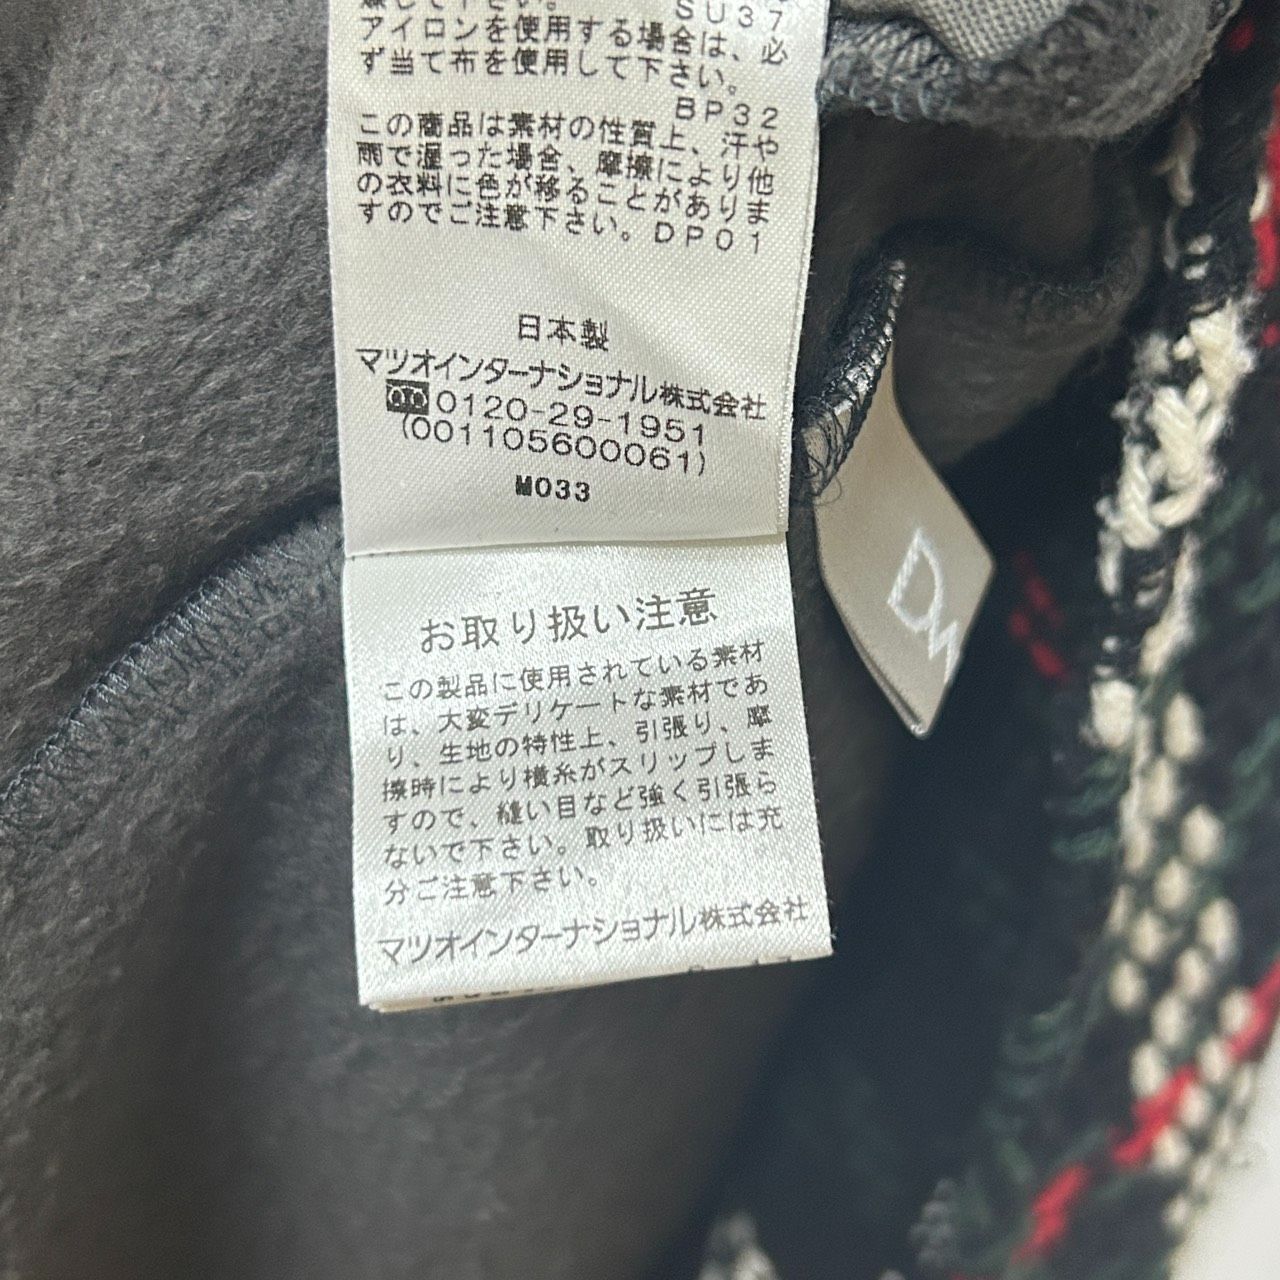 燥して下さい。 SU37
アイロンを使用する場合は、必
ず当て布を使用して下さい。
BP32
この商品は素材の性質上、汗や
雨で湿った場合、摩擦により他
の衣料に色が移ることがありま
すのでご注意下さい。DP01
日本製
マツオインターナショナル株式会社
0120-29-1951
(0011056000061)
M033
お取り扱い注意
この製品に使用されている素材
は、大変デリケートな素材であ
り、生地の特性上、引張り、摩
擦時により横糸がスリップしま
すので、縫い目など強く引張ら
ないで下さい。取り扱いには充
分ご注意下さい。
マツオインターナショナル株式会社
D